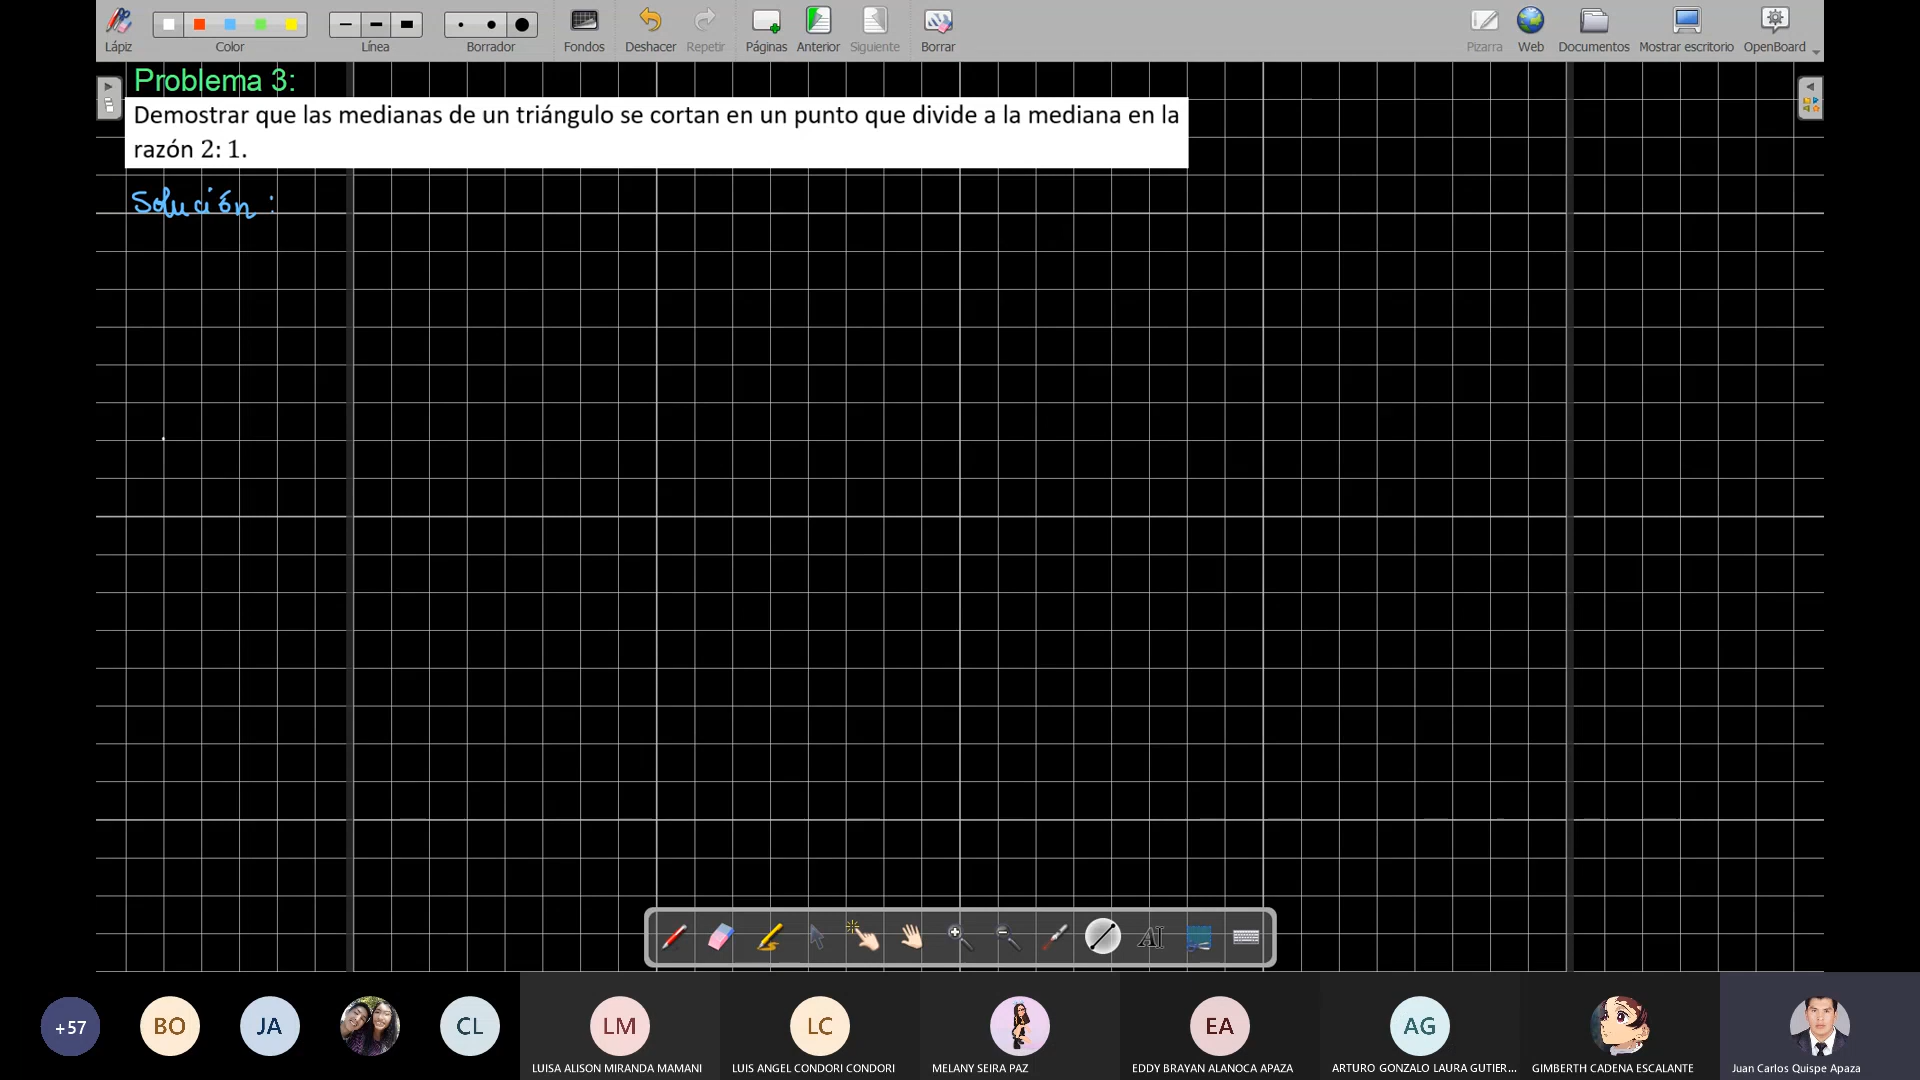 Lápiz
Color
Línea
Borrador
Fondos
Deshacer
Repetir
Páginas
Anterior
Siguiente
Borrar
Pizarra
Web
Documentos
Mostrar escritorio
OpenBoard
Problema 3:
Demostrar que las medianas de un triángulo se cortan en un punto que divide a la mediana en la
razón 2: 1.
Solución :
+57
BO
JA
CL
LM
LC
EA
AG
LUISA ALISON MIRANDA MAMANI
LUIS ANGEL CONDORI CONDORI
MELANY SEIRA PAZ
EDDY BRAYAN ALANOCA APAZA
ARTURO GONZALO LAURA GUTIER...
GIMBERTH CADENA ESCALANTE
Juan Carlos Quispe Apaza